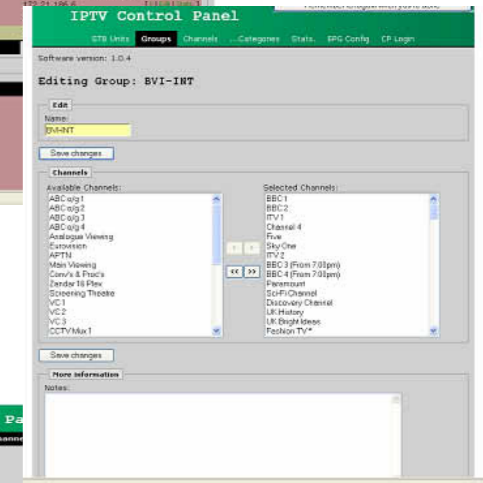 172.21.186.6
IPTV Control Panel
STB Units Groups Channels ...Categories Stats. EPG Config CP Login
Software version: 1.0.4
Editing Group: BVI-INT
Edit
Name:
BVI-INT
Save changes
Channels
Available Channels:
ABC o/g 1
ABC o/g 2
ABC o/g 3
ABC o/g 4
Analogue Viewing
Eurovision
APTN
Main Viewing
Conv's & Proc's
Zandar 16 Plex
Screening Theatre
VC 1
VC 2
VC 3
CCTV Mux 1
<< >>
Selected Channels:
BBC 1
BBC 2
ITV 1
Channel 4
Five
Sky One
ITV 2
BBC 3 (From 7:00pm)
BBC 4 (From 7:00pm)
Paramount
Sci-Fi Channel
Discovery Channel
UK History
UK Bright Ideas
Fashion TV*
Save changes
More information
Notes:
Pa